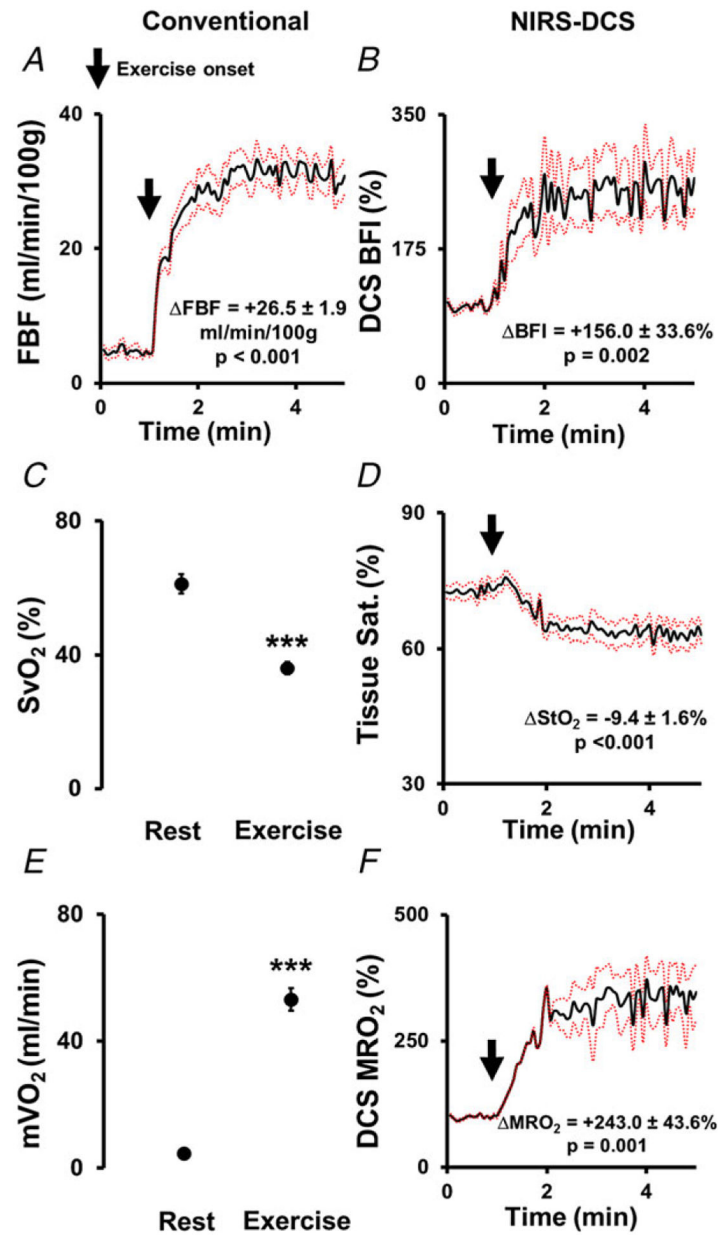 Conventional
NIRS-DCS
A
Exercise onset
FBF (ml/min/100g)
40
20
0
0
2
4
Time (min)
ΔFBF = +26.5 ± 1.9
ml/min/100g
p < 0.001
B
DCS BFI (%)
350
175
0
0
2
4
Time (min)
ΔBFI = +156.0 ± 33.6%
p = 0.002
C
SvO₂ (%)
80
40
0
***
Rest
Exercise
D
Tissue Sat. (%)
90
60
30
0
2
4
Time (min)
ΔStO₂ = -9.4 ± 1.6%
p <0.001
E
mVO₂ (ml/min)
80
40
0
***
Rest
Exercise
F
DCS MRO₂ (%)
500
250
0
0
2
4
Time (min)
ΔMRO₂ = +243.0 ± 43.6%
p = 0.001